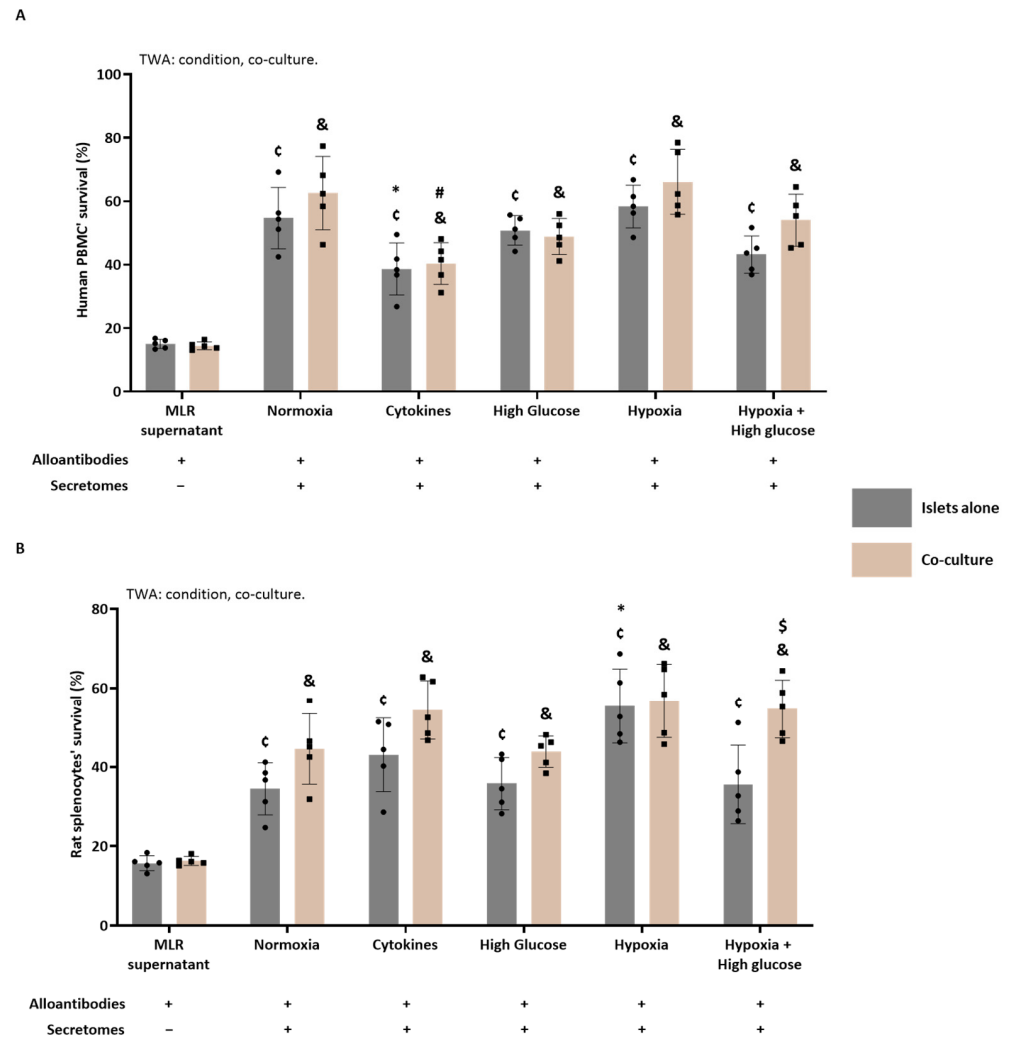 A
TWA: condition, co-culture.
100
80
60
40
20
0
Human PBMC' survival (%)
¢
&
*
¢
#
&
¢
&
¢
&
¢
&
MLR supernatant
Normoxia
Cytokines
High Glucose
Hypoxia
Hypoxia + High glucose
Alloantibodies + + + + + +
Secretomes – + + + + +
Islets alone
Co-culture
B
TWA: condition, co-culture.
80
60
40
20
0
Rat splenocytes' survival (%)
¢
&
¢
&
¢
&
*
¢
&
¢
$
&
MLR supernatant
Normoxia
Cytokines
High Glucose
Hypoxia
Hypoxia + High glucose
Alloantibodies + + + + + +
Secretomes – + + + + +